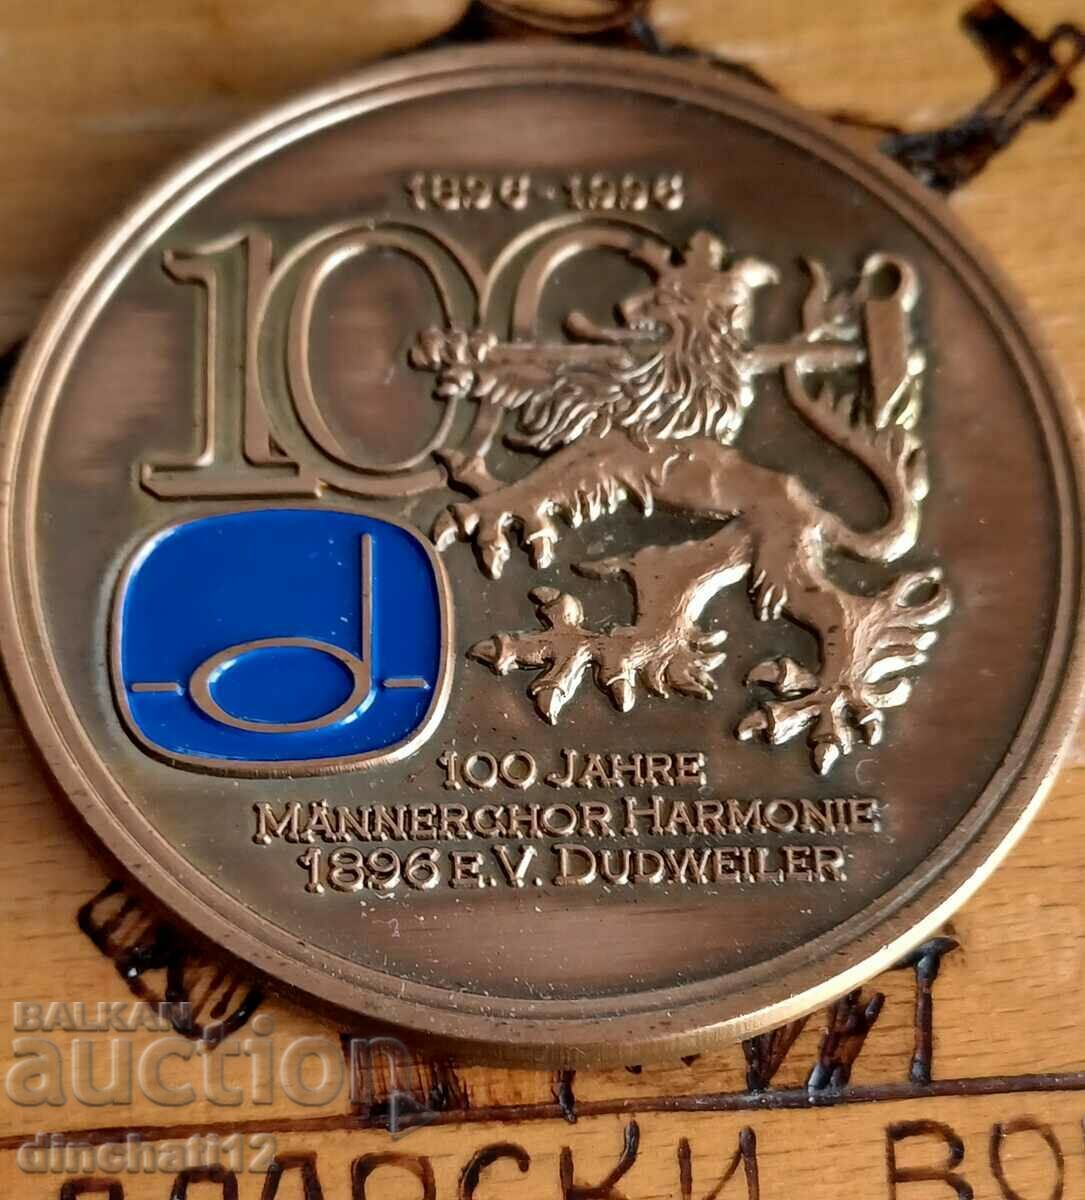 1896 - 1996
100
100 JAHRE
MÄNNERCHOR HARMONIE
1896 E.V. DUDWEILER
BALKAN
auction
dinchati12